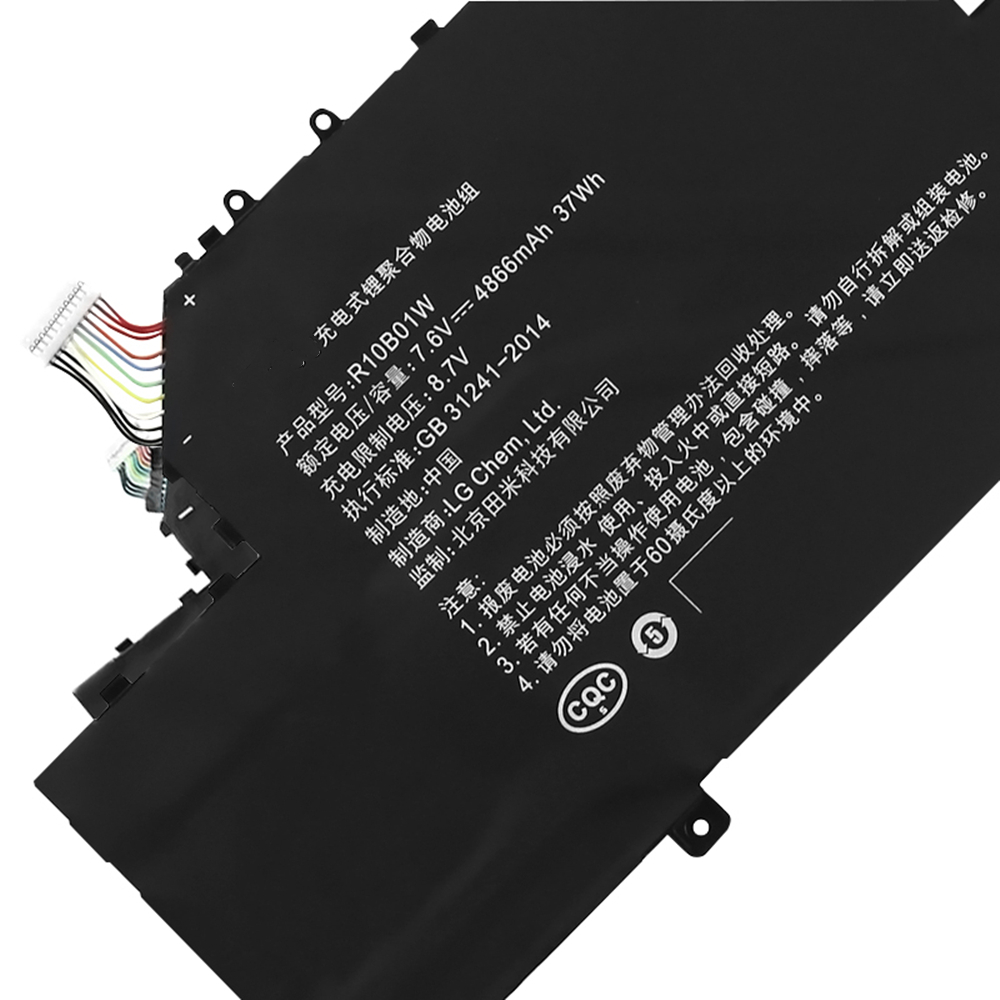 充电式锂聚合物电池组
产品型号:R10B01W
额定电压/容量:7.6V⎓4866mAh 37Wh
充电限制电压:8.7V
执行标准:GB 31241-2014
制造地:中国
制造商:LG Chem, Ltd.
监制:北京田米科技有限公司
注意:
1. 报废电池必须按照废弃物管理办法回收处理。
2. 禁止电池浸水 使用、投入火中或直接短路。请勿自行拆解或组装电池。
3. 若有任何不当操作使用电池,包含碰撞,摔落等,请立即送返检修。
4. 请勿将电池置于60摄氏度以上的环境中。
5
CQC
S
+
-
-